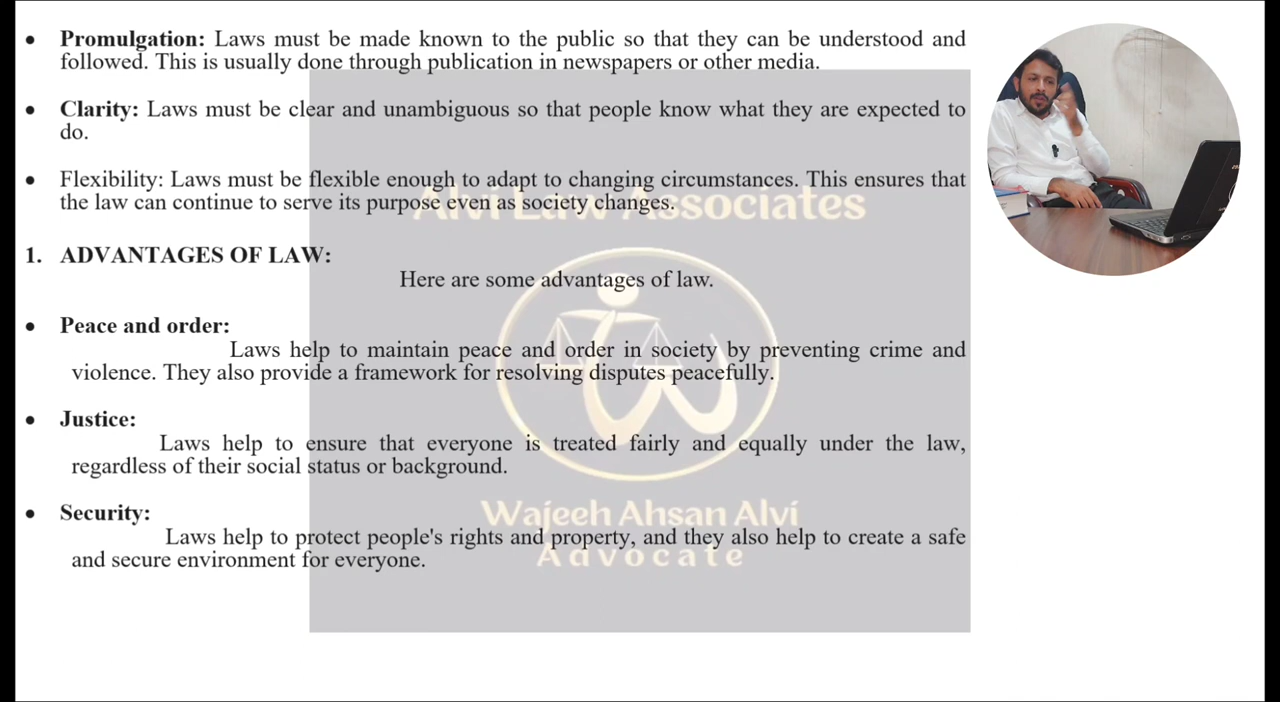 • Promulgation: Laws must be made known to the public so that they can be understood and
followed. This is usually done through publication in newspapers or other media.
• Clarity: Laws must be clear and unambiguous so that people know what they are expected to
do.
• Flexibility: Laws must be flexible enough to adapt to changing circumstances. This ensures that
the law can continue to serve its purpose even as society changes.
Alvi Law Associates
1. ADVANTAGES OF LAW:
Here are some advantages of law.
• Peace and order:
Laws help to maintain peace and order in society by preventing crime and
violence. They also provide a framework for resolving disputes peacefully.
• Justice:
Laws help to ensure that everyone is treated fairly and equally under the law,
regardless of their social status or background.
• Security:
Wajeeh Ahsan Alvi
Laws help to protect people's rights and property, and they also help to create a safe
and secure environment for everyone.
Advocate